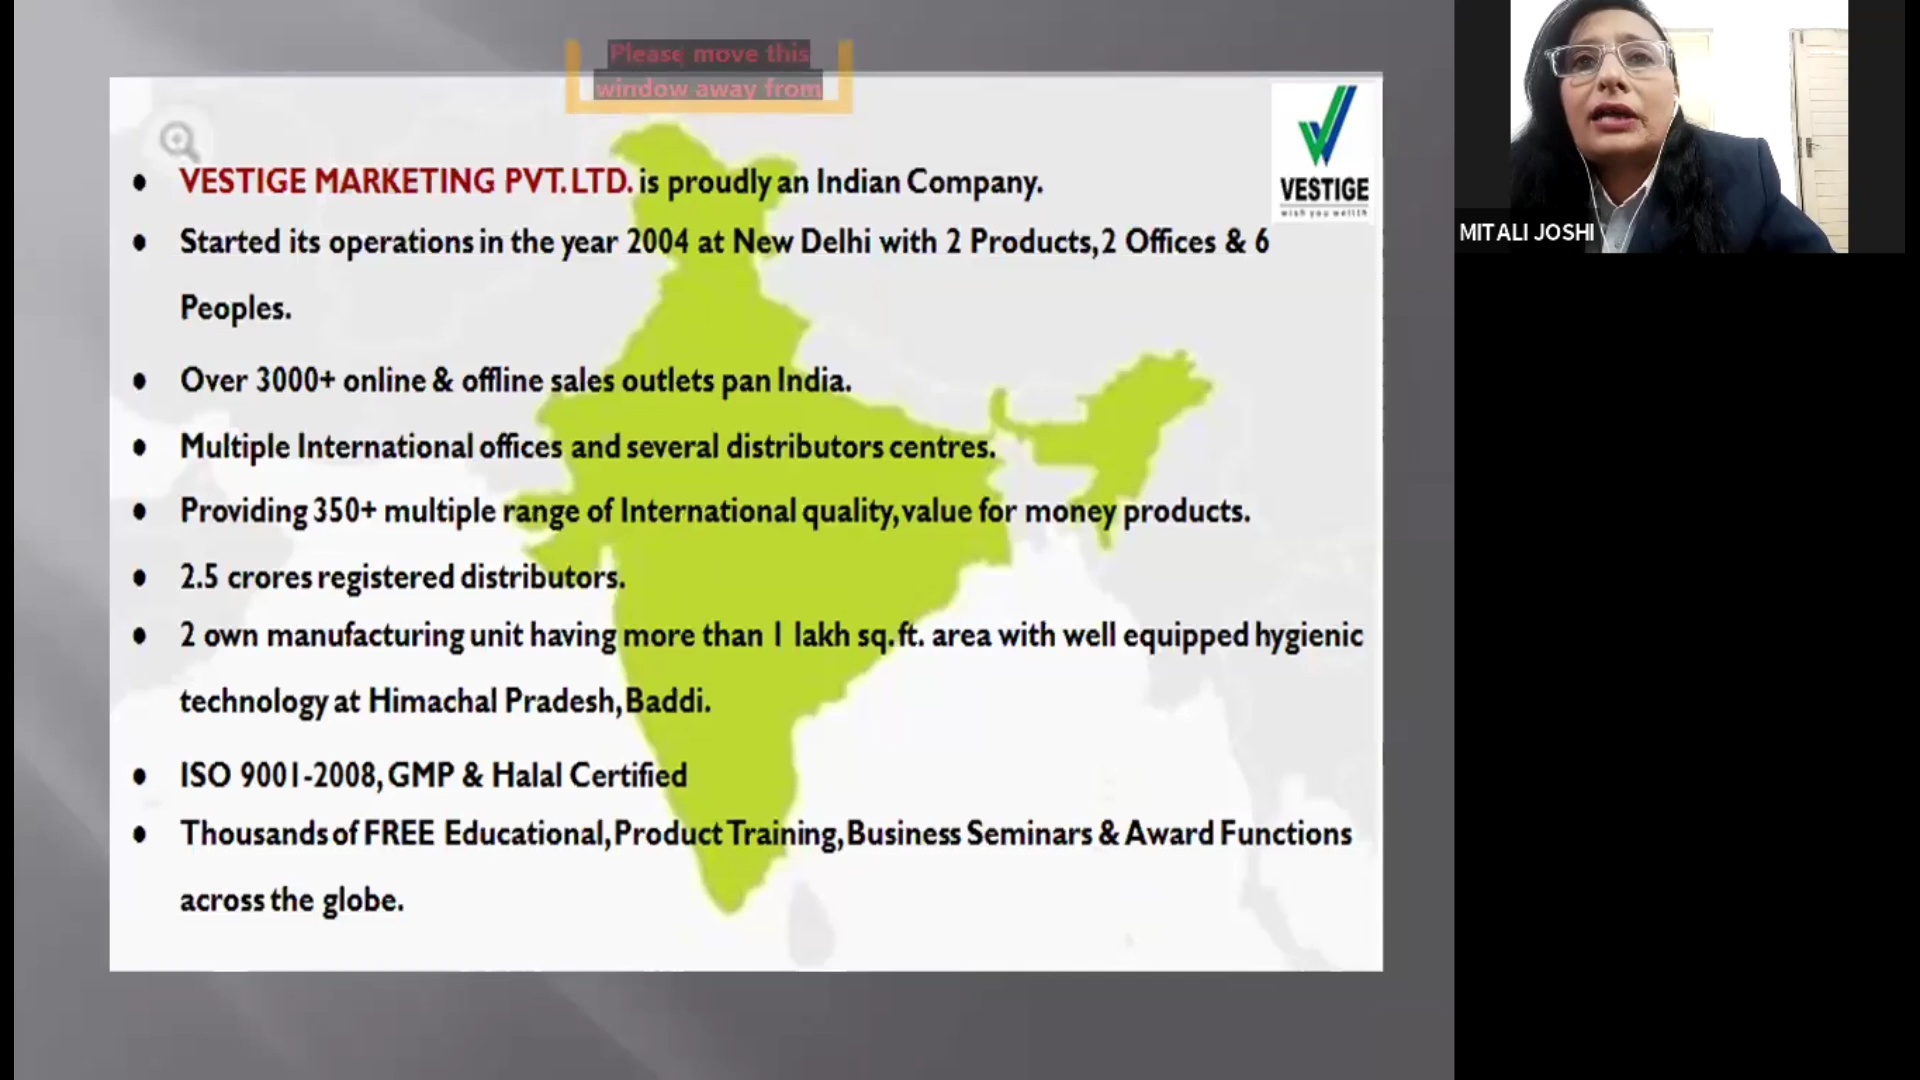 Please move this
window away from
VESTIGE
wish you wellth
• VESTIGE MARKETING PVT.LTD. is proudly an Indian Company.
• Started its operations in the year 2004 at New Delhi with 2 Products, 2 Offices & 6
Peoples.
• Over 3000+ online & offline sales outlets pan India.
• Multiple International offices and several distributors centres.
• Providing 350+ multiple range of International quality, value for money products.
• 2.5 crores registered distributors.
• 2 own manufacturing unit having more than 1 lakh sq.ft. area with well equipped hygienic
technology at Himachal Pradesh, Baddi.
• ISO 9001-2008, GMP & Halal Certified
• Thousands of FREE Educational, Product Training, Business Seminars & Award Functions
across the globe.
MITALI JOSHI